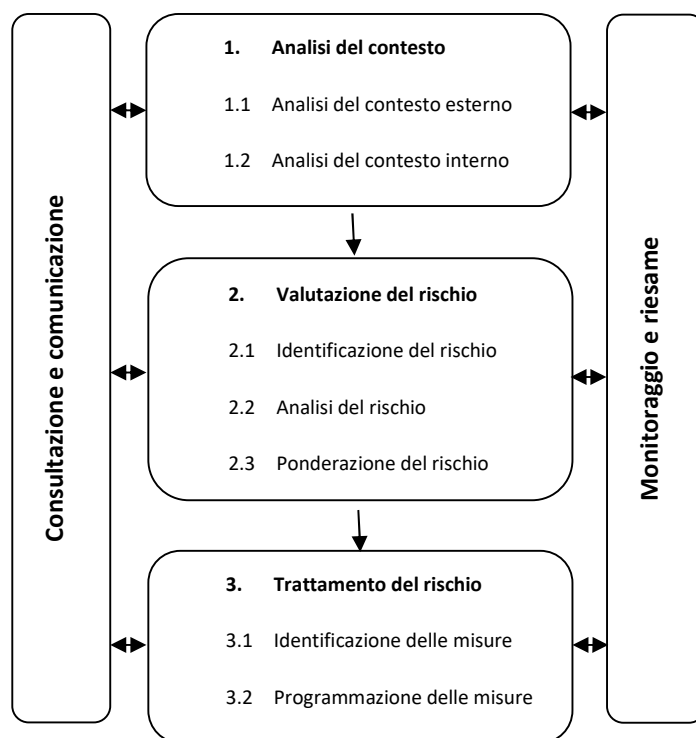 Consultazione e comunicazione
1. Analisi del contesto
1.1 Analisi del contesto esterno
1.2 Analisi del contesto interno
2. Valutazione del rischio
2.1 Identificazione del rischio
2.2 Analisi del rischio
2.3 Ponderazione del rischio
3. Trattamento del rischio
3.1 Identificazione delle misure
3.2 Programmazione delle misure
Monitoraggio e riesame